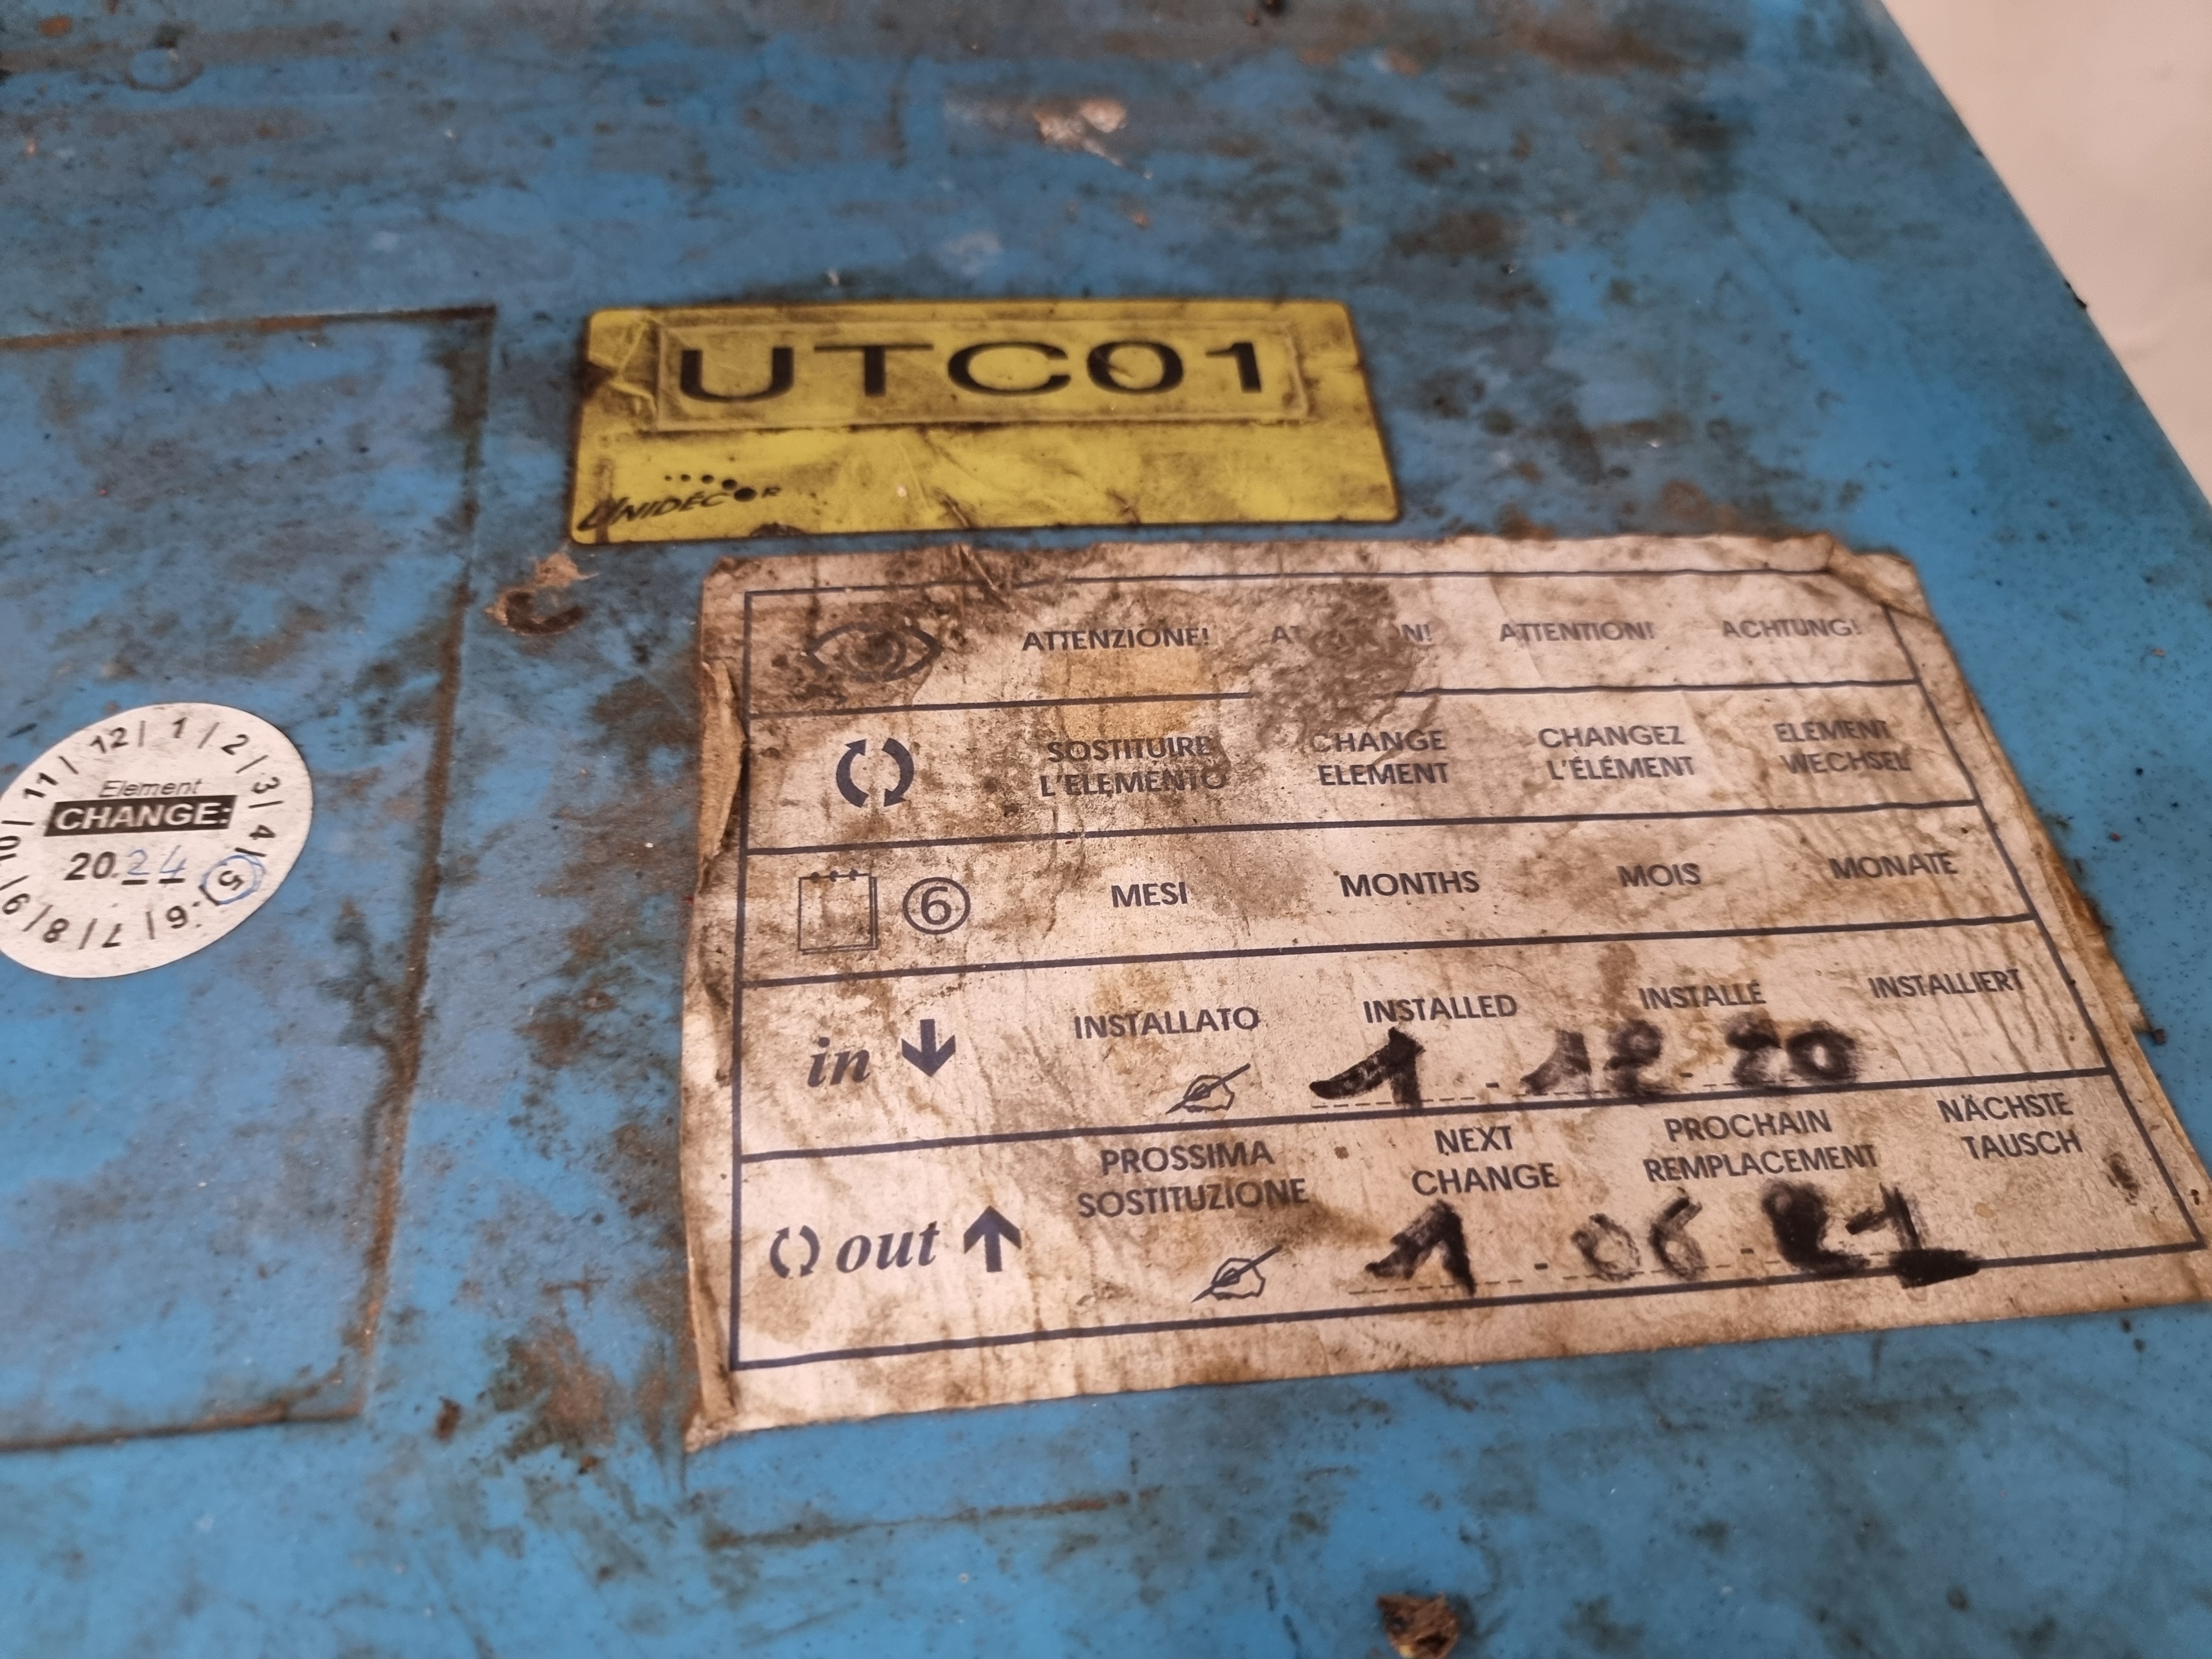 UTC01
UNIDÉCOR
ATTENZIONE! ATTENTION! ATTENTION! ACHTUNG!
SOSTITUIRE CHANGE CHANGEZ ELEMENT
L'ELEMENTO ELEMENT L'ÉLÉMENT WECHSEL
6 MESI MONTHS MOIS MONATE
in INSTALLATO INSTALLED INSTALLÉ INSTALLIERT
1 - 12 - 20
PROSSIMA NEXT PROCHAIN NÄCHSTE
SOSTITUZIONE CHANGE REMPLACEMENT TAUSCH
out 1 - 06 - 21
12 / 1 / 2 / 3 / 4 / 5 / 6 / 7 / 8 / 9 / 10 / 11 /
Element
CHANGE:
20.24